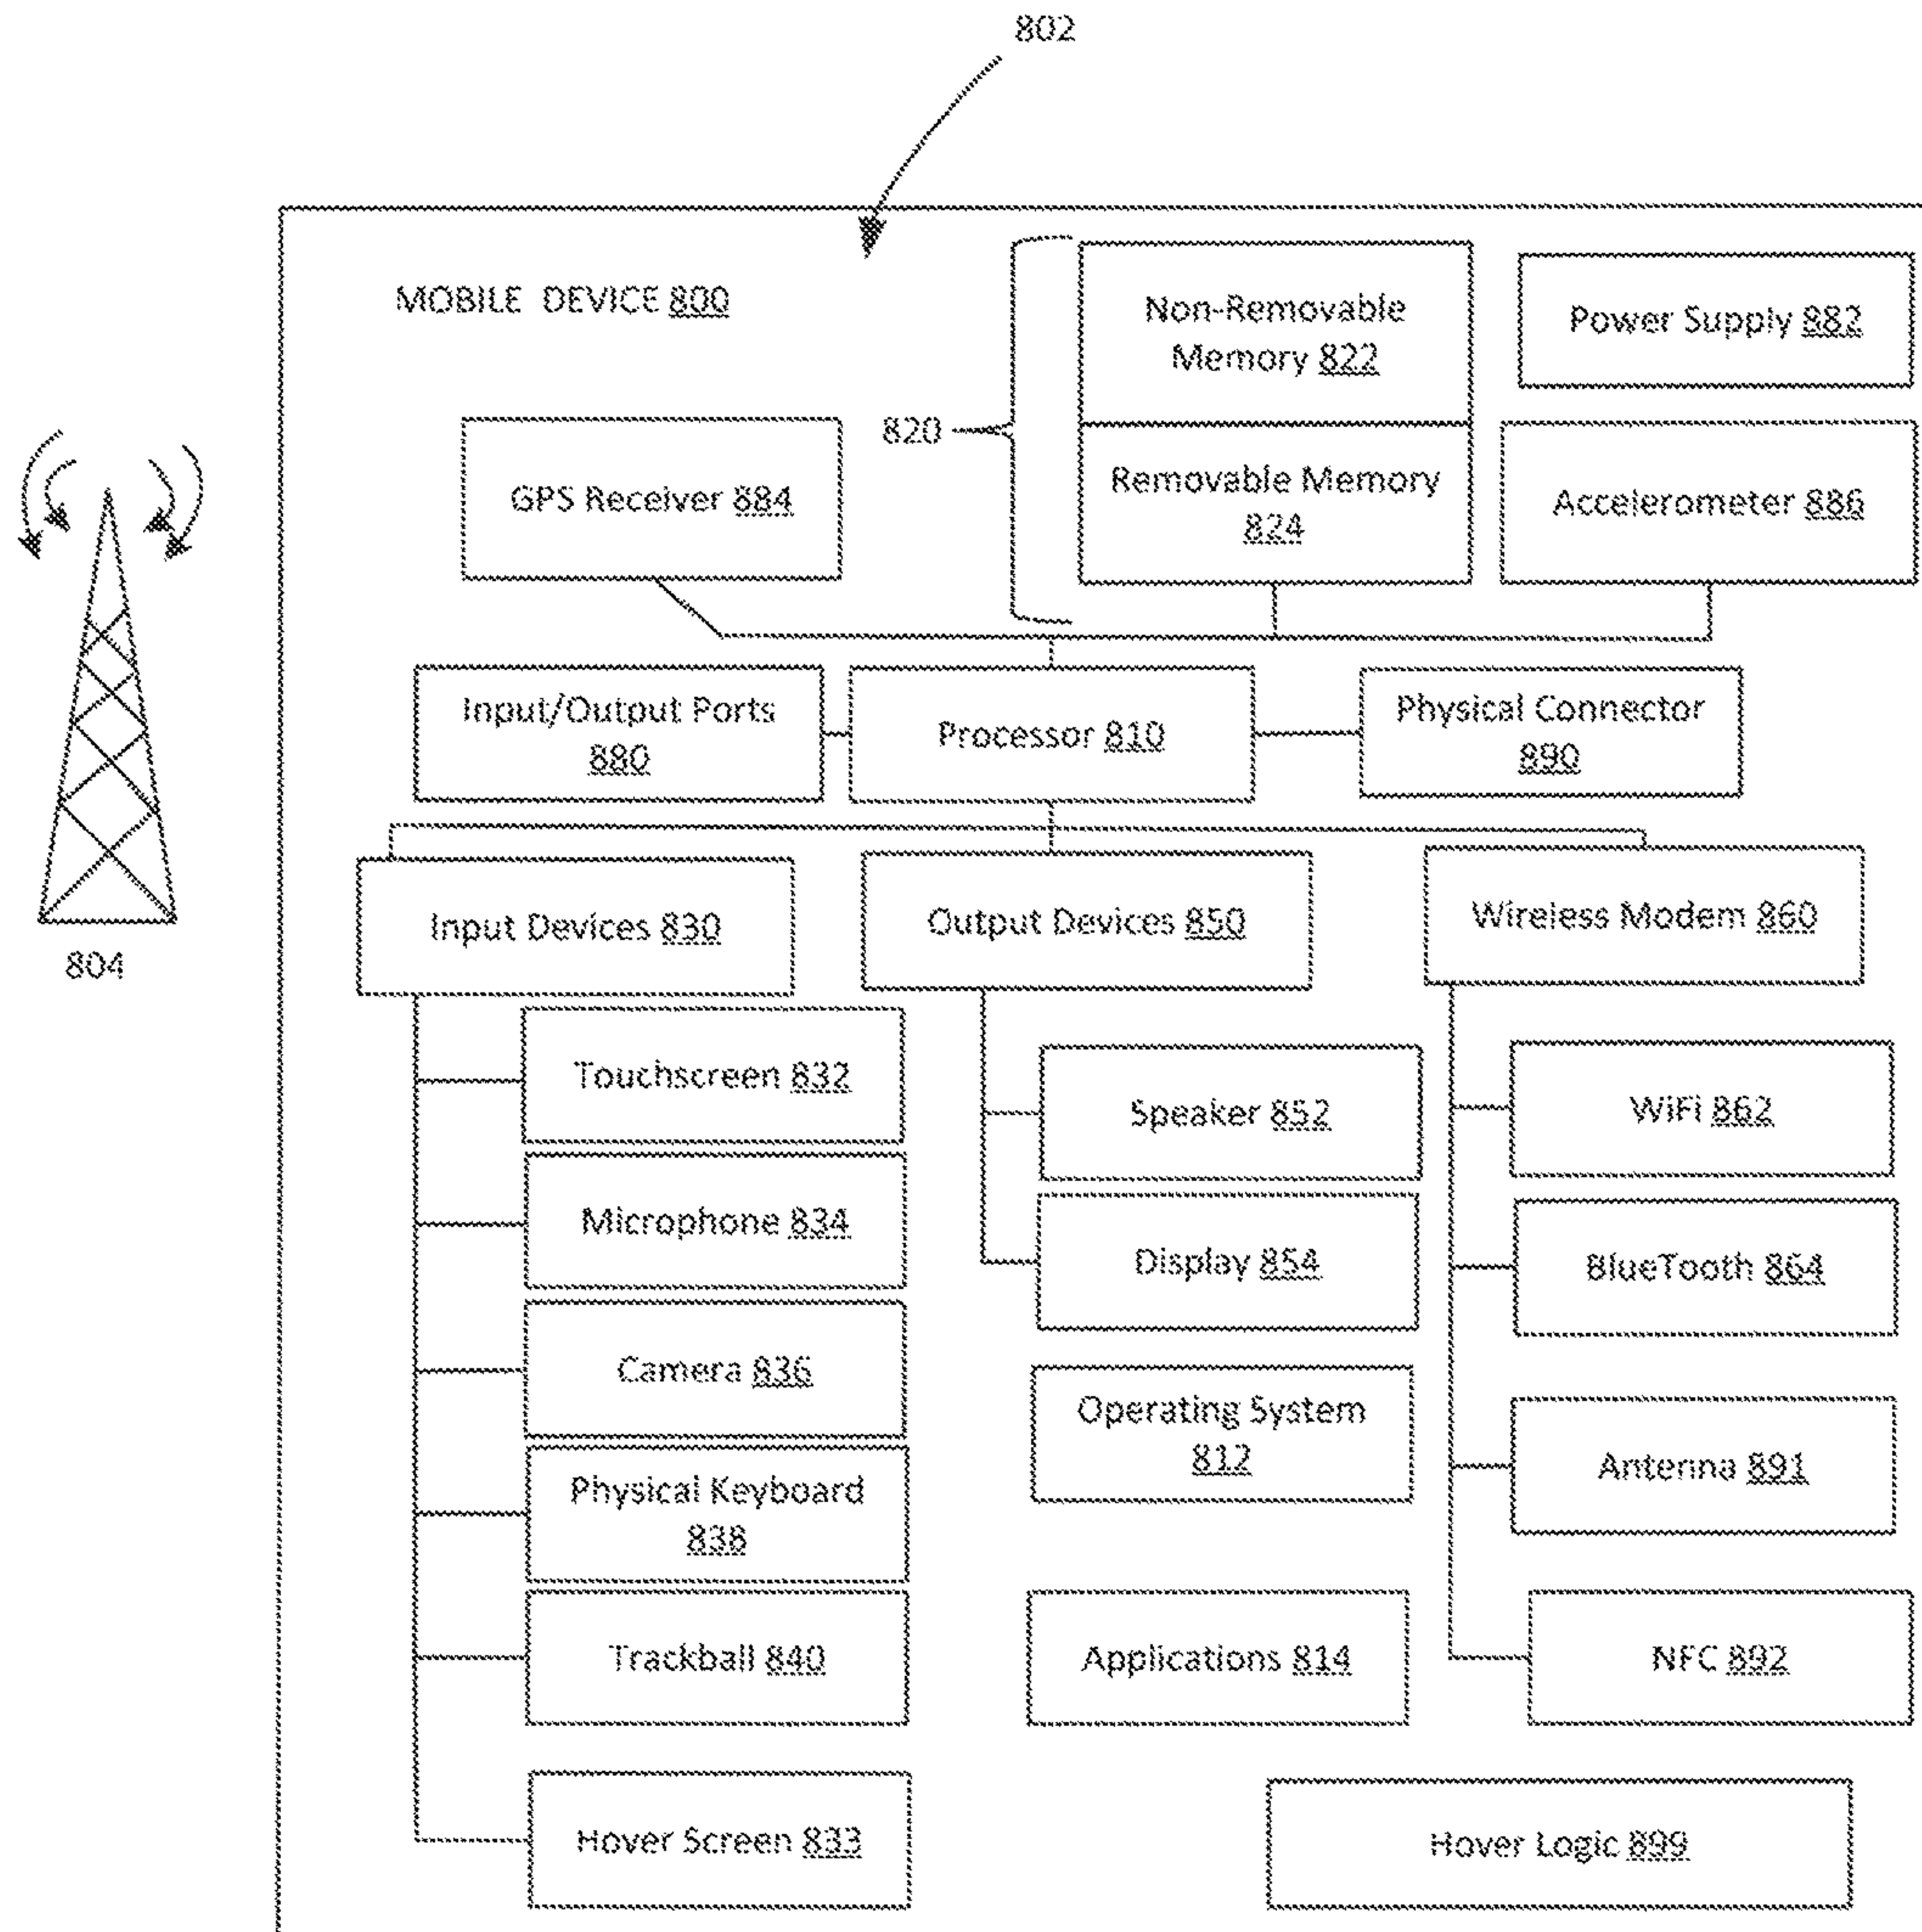 802
MOBILE DEVICE 800
Non-Removable
Memory 822
Power Supply 882
820
GPS Receiver 884
Removable Memory
824
Accelerometer 886
Input/Output Ports
880
Processor 810
Physical Connector
890
Input Devices 830
Output Devices 850
Wireless Modem 860
804
Touchscreen 832
Speaker 852
WiFi 862
Microphone 834
Display 854
BlueTooth 864
Camera 836
Operating System
812
Antenna 891
Physical Keyboard
838
Trackball 840
Applications 814
NFC 892
Hover Screen 833
Hover Logic 899